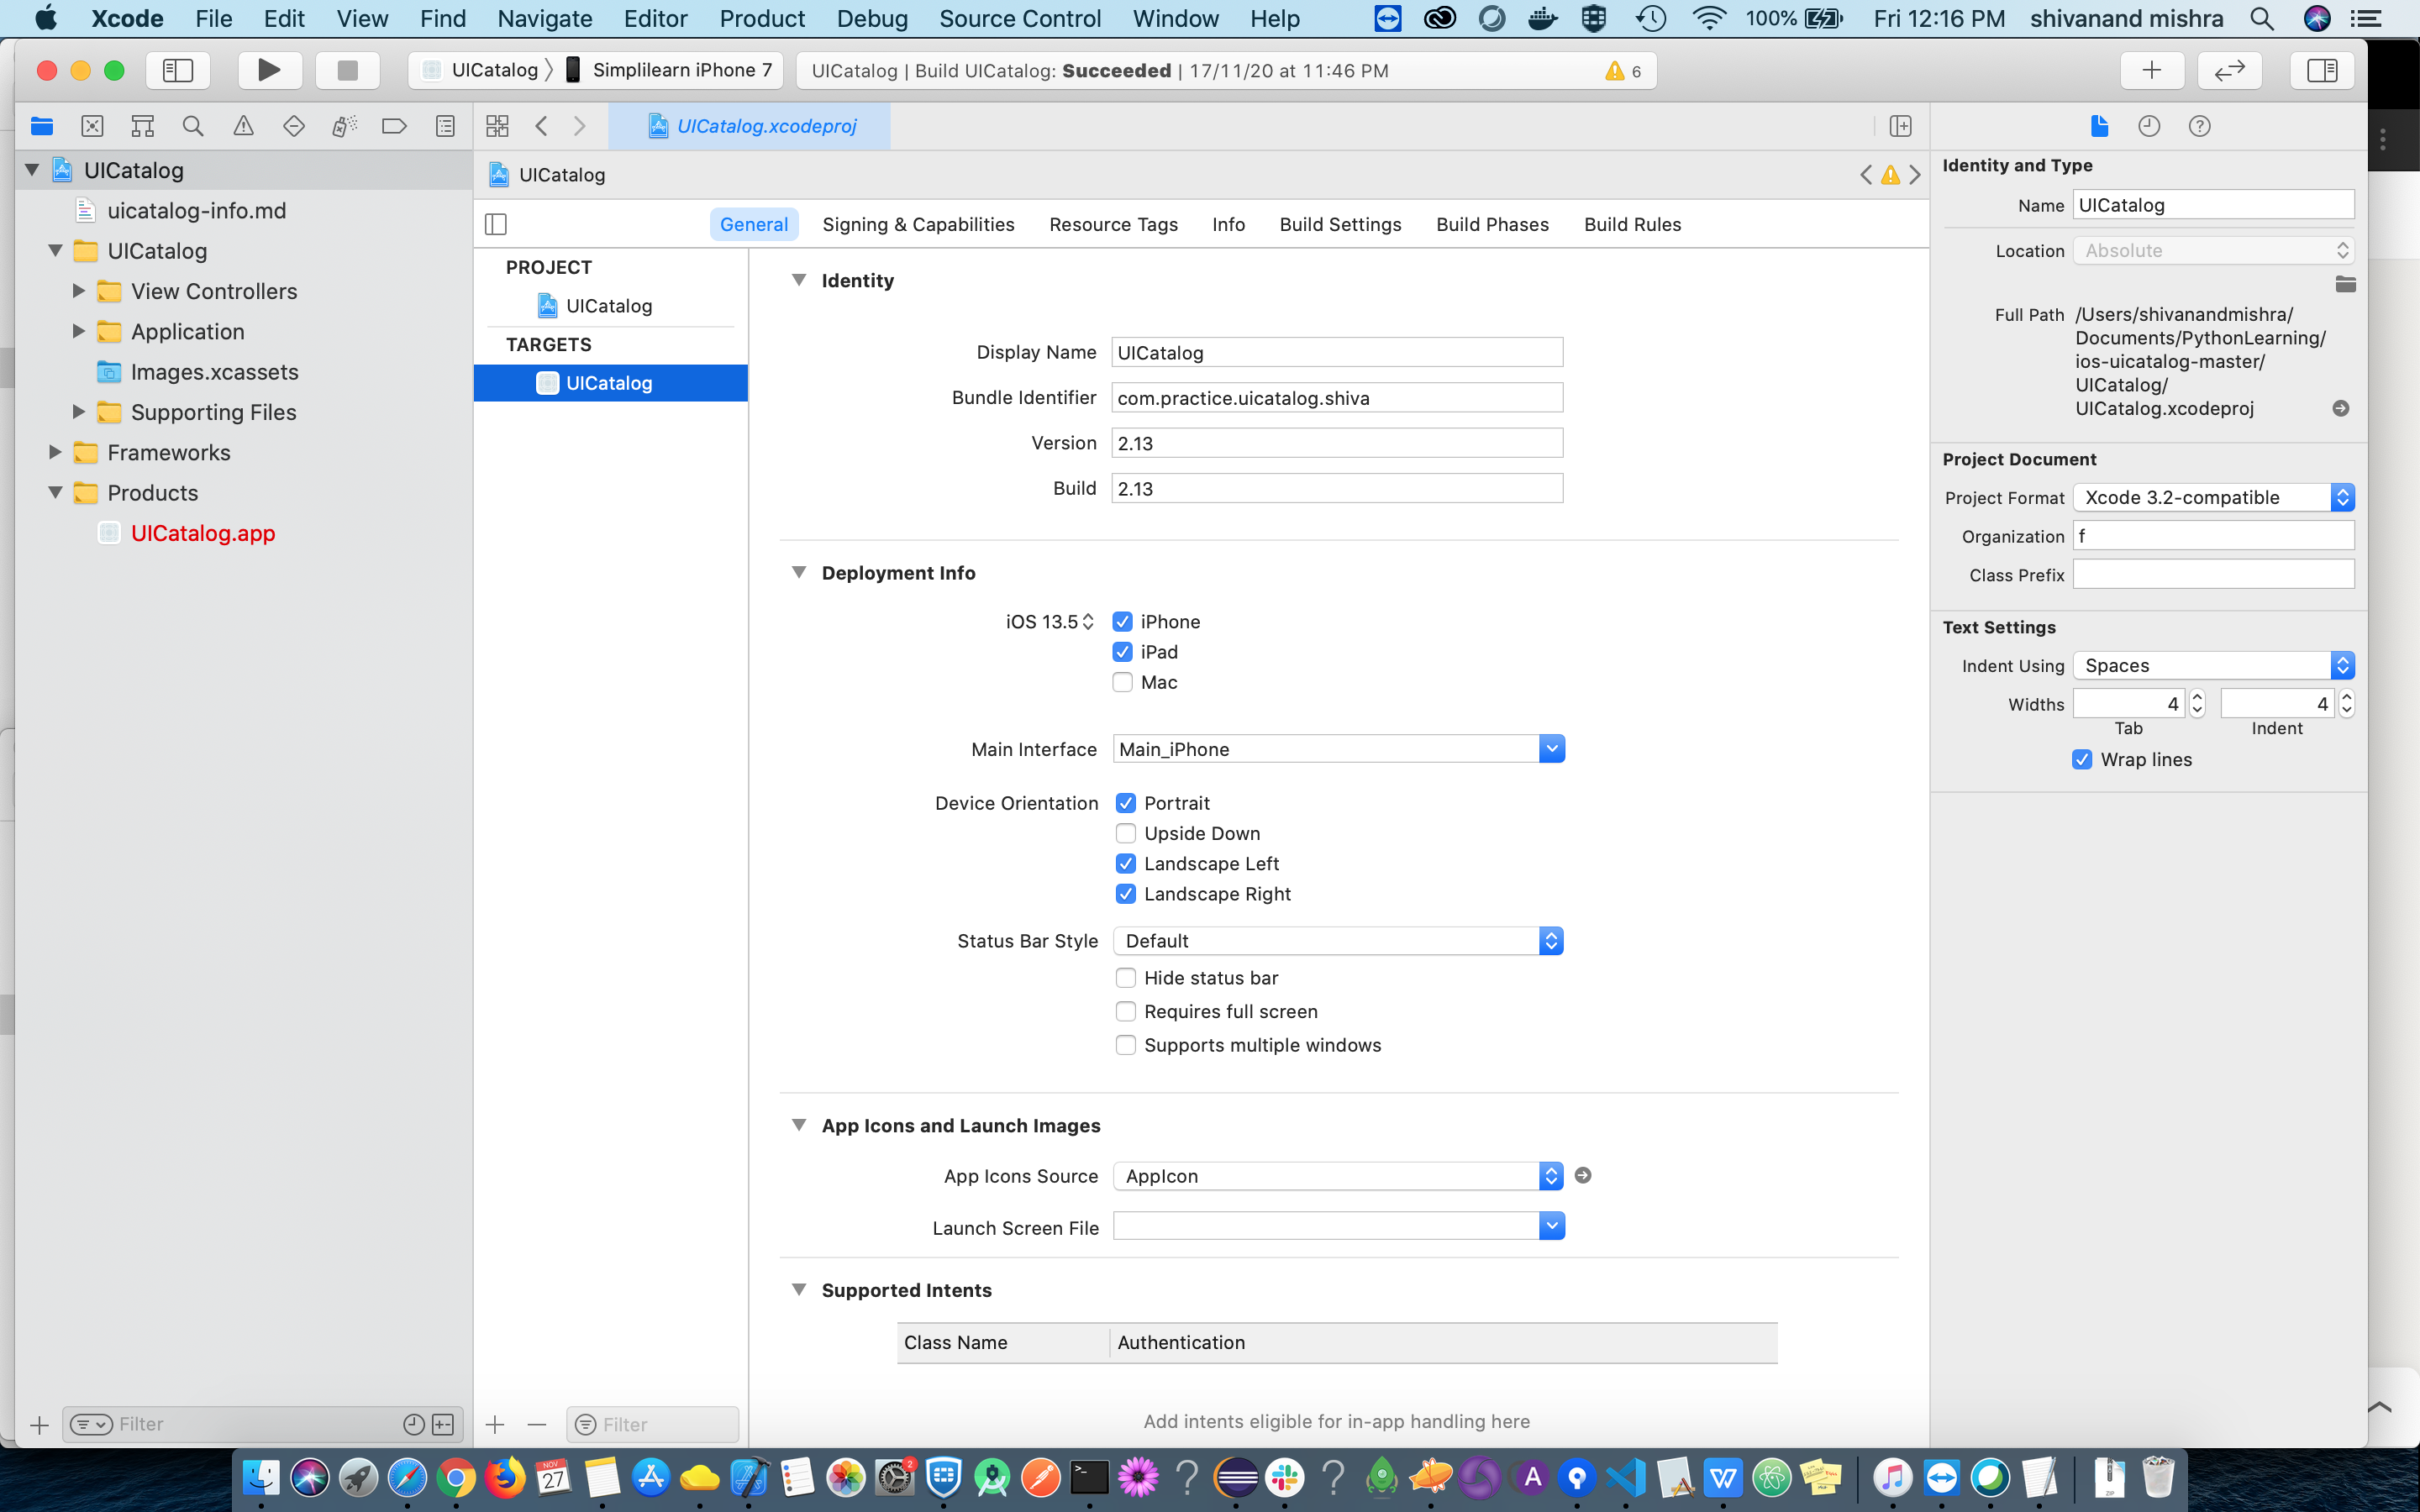 Xcode File Edit View Find Navigate Editor Product Debug Source Control Window Help 100% Fri 12:16 PM shivanand mishra
UICatalog Simplilearn iPhone 7 UICatalog | Build UICatalog: Succeeded | 17/11/20 at 11:46 PM 6
UICatalog.xcodeproj
UICatalog
uicatalog-info.md
UICatalog
View Controllers
Application
Images.xcassets
Supporting Files
Frameworks
Products
UICatalog.app
Filter
UICatalog
General Signing & Capabilities Resource Tags Info Build Settings Build Phases Build Rules
PROJECT
UICatalog
TARGETS
UICatalog
Filter
Identity
Display Name UICatalog
Bundle Identifier com.practice.uicatalog.shiva
Version 2.13
Build 2.13
Deployment Info
iOS 13.5 iPhone
iPad
Mac
Main Interface Main_iPhone
Device Orientation Portrait
Upside Down
Landscape Left
Landscape Right
Status Bar Style Default
Hide status bar
Requires full screen
Supports multiple windows
App Icons and Launch Images
App Icons Source AppIcon
Launch Screen File
Supported Intents
Class Name Authentication
Add intents eligible for in-app handling here
Identity and Type
Name UICatalog
Location Absolute
Full Path /Users/shivanandmishra/
Documents/PythonLearning/
ios-uicatalog-master/
UICatalog/
UICatalog.xcodeproj
Project Document
Project Format Xcode 3.2-compatible
Organization f
Class Prefix
Text Settings
Indent Using Spaces
Widths 4 4
Tab Indent
Wrap lines
NOV
27
2
A
W
ZIP